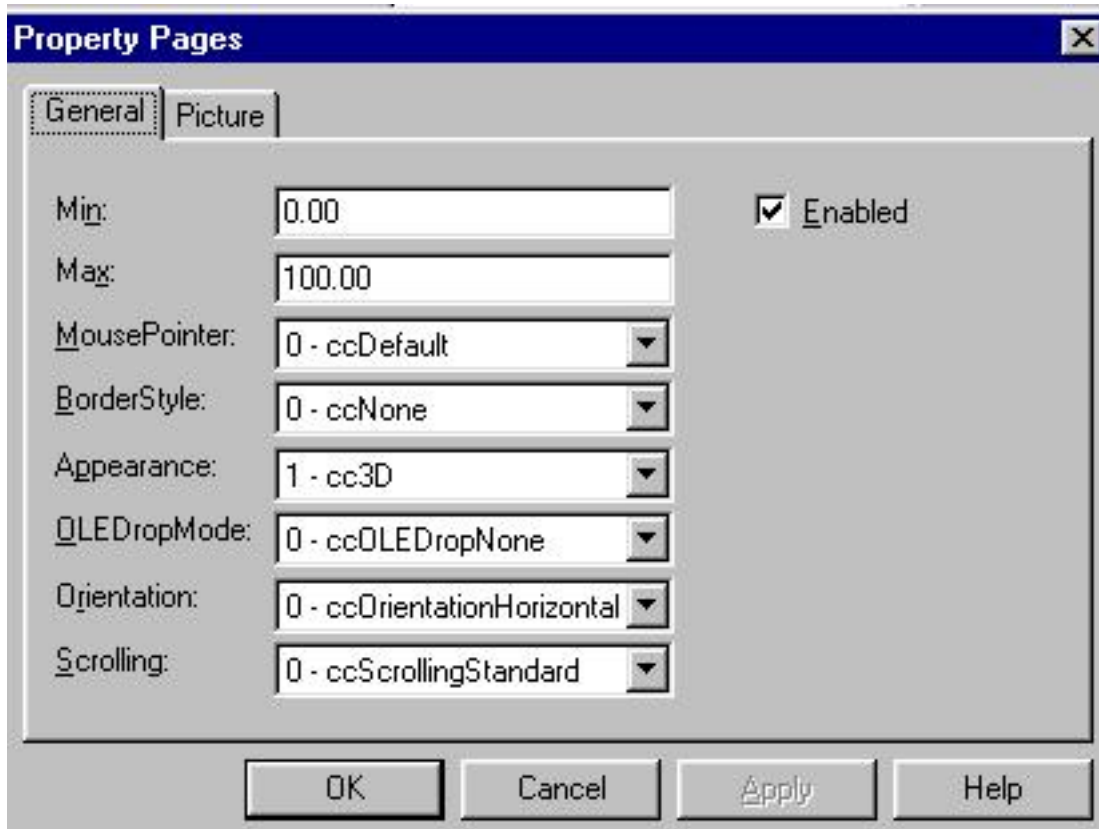 Property Pages
General Picture
Min: 0.00 Enabled
Max: 100.00
MousePointer: 0 - ccDefault
BorderStyle: 0 - ccNone
Appearance: 1 - cc3D
OLEDropMode: 0 - ccOLEDropNone
Orientation: 0 - ccOrientationHorizontal
Scrolling: 0 - ccScrollingStandard
OK Cancel Apply Help